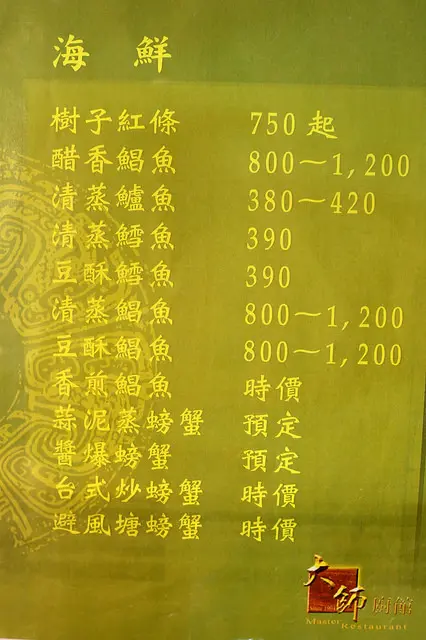 海鮮
樹子紅條 750起
醋香鯧魚 800～1,200
清蒸鱸魚 380～420
清蒸鱈魚 390
豆酥鱈魚 390
清蒸鯧魚 800～1,200
豆酥鯧魚 800～1,200
香煎鯧魚 時價
蒜泥蒸螃蟹 預定
醬爆螃蟹 預定
台式炒螃蟹 時價
避風塘螃蟹 時價
大師廚館
Master Restaurant